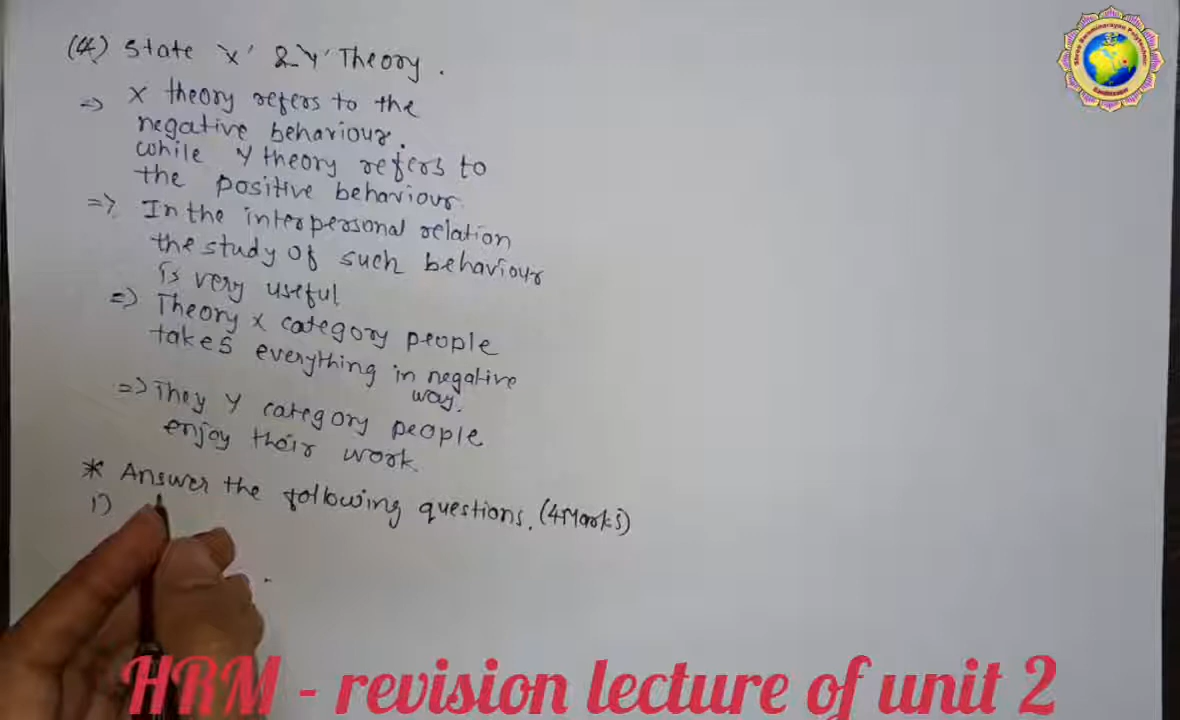 (4) State 'X' & 'Y' Theory.
=> X theory refers to the
negative behaviour.
while Y theory refers to
the positive behaviour.
=> In the interpersonal relation
the study of such behaviour
is very useful
=> Theory X category people
takes everything in negative
way.
=> They Y category people
enjoy their work.
* Answer the following questions. (4 Marks)
1)
HRM - revision lecture of unit 2